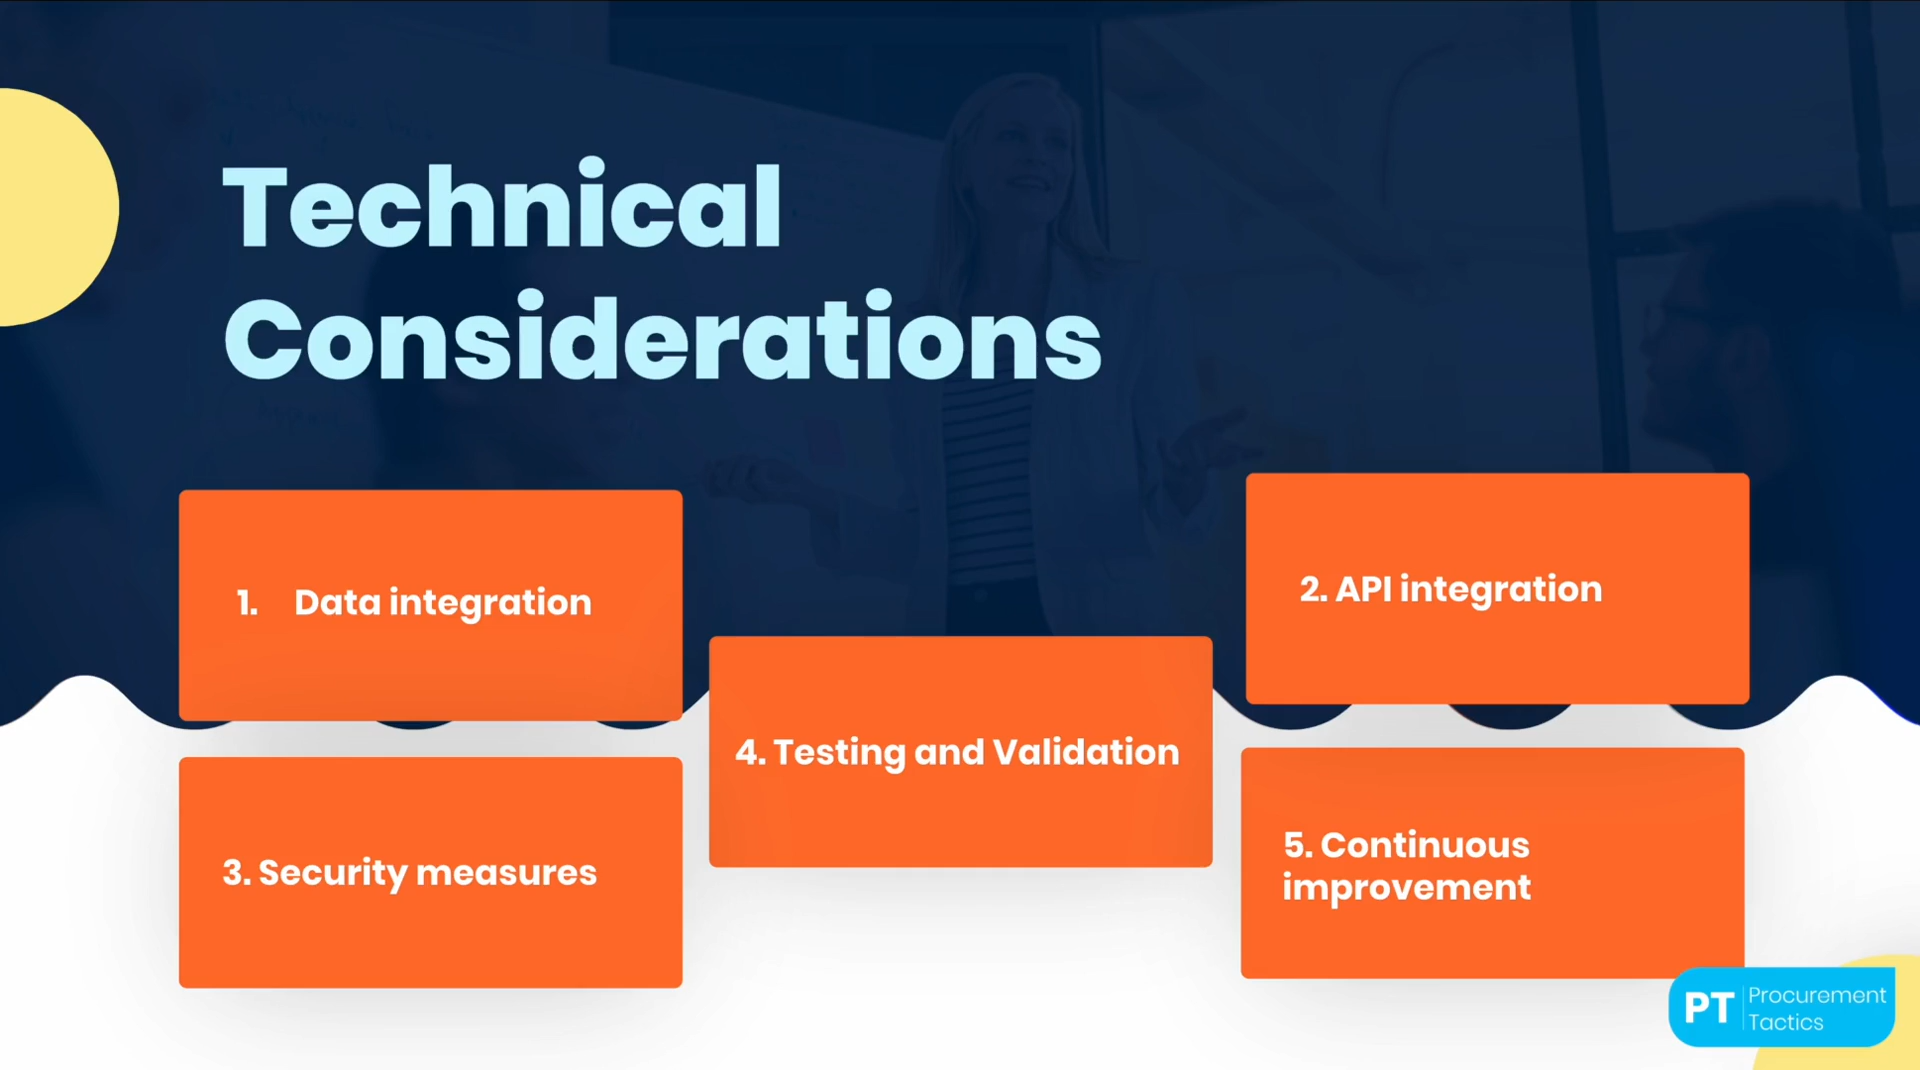 Technical
Considerations
1. Data integration
2. API integration
3. Security measures
4. Testing and Validation
5. Continuous
improvement
PT Procurement
Tactics